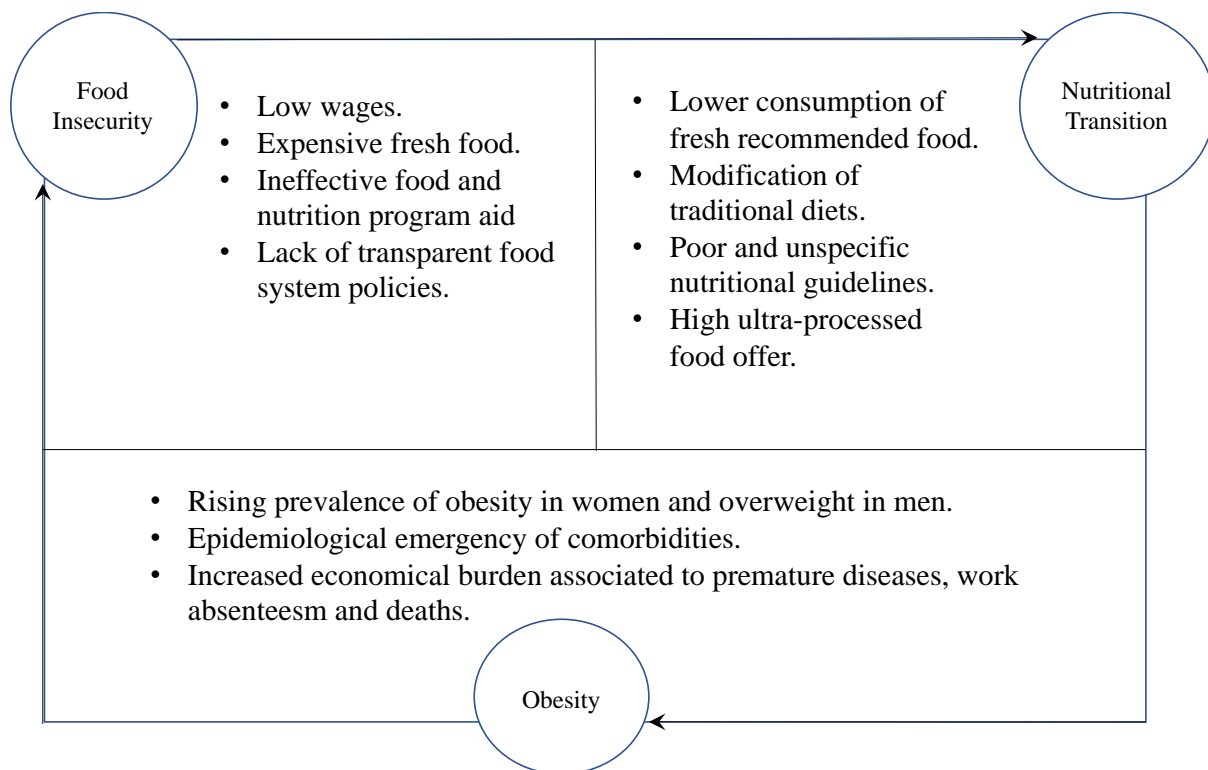 Food
Insecurity
• Low wages.
• Expensive fresh food.
• Ineffective food and
nutrition program aid
• Lack of transparent food
system policies.
• Lower consumption of
fresh recommended food.
• Modification of
traditional diets.
• Poor and unspecific
nutritional guidelines.
• High ultra-processed
food offer.
Nutritional
Transition
• Rising prevalence of obesity in women and overweight in men.
• Epidemiological emergency of comorbidities.
• Increased economical burden associated to premature diseases, work
absenteesm and deaths.
Obesity